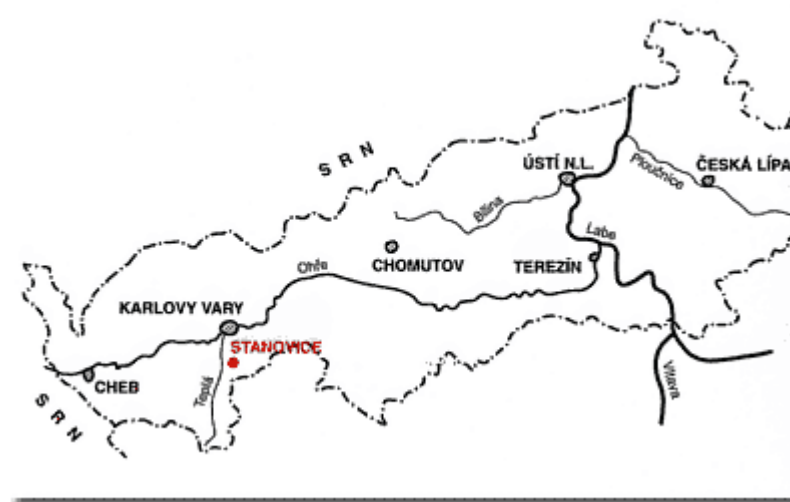 S R N
ÚSTÍ N.L.
Ploučnice
ČESKÁ LÍPA
Bílina
Labe
CHOMUTOV
TEREZÍN
Ohře
KARLOVY VARY
STANOVICE
CHEB
Teplá
Vltava
S R N